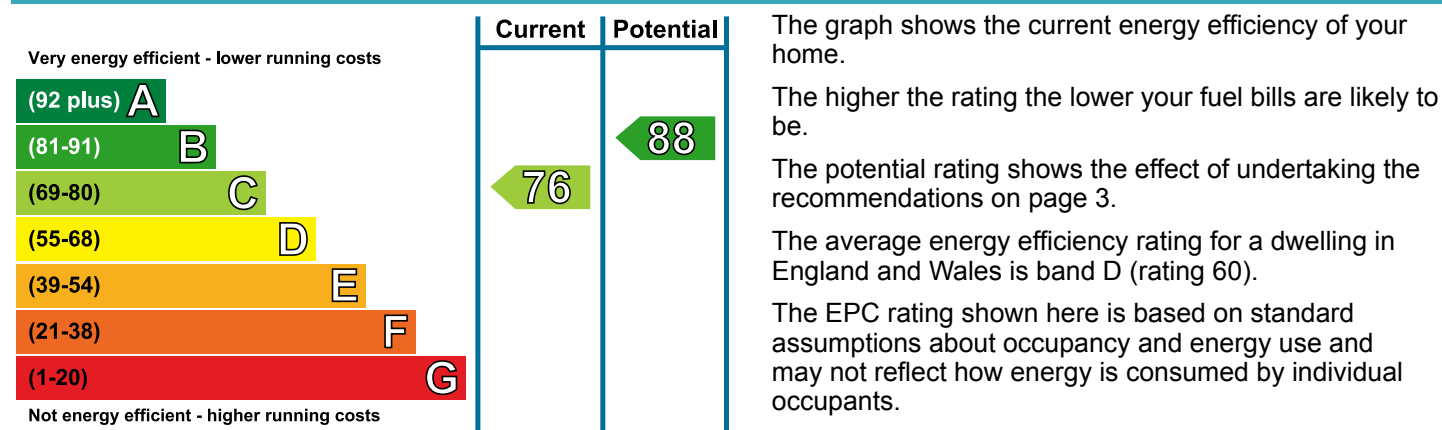 Current Potential
Very energy efficient - lower running costs
(92 plus) A
(81-91) B
(69-80) C
(55-68) D
(39-54) E
(21-38) F
(1-20) G
Not energy efficient - higher running costs
76
88
The graph shows the current energy efficiency of your
home.
The higher the rating the lower your fuel bills are likely to
be.
The potential rating shows the effect of undertaking the
recommendations on page 3.
The average energy efficiency rating for a dwelling in
England and Wales is band D (rating 60).
The EPC rating shown here is based on standard
assumptions about occupancy and energy use and
may not reflect how energy is consumed by individual
occupants.